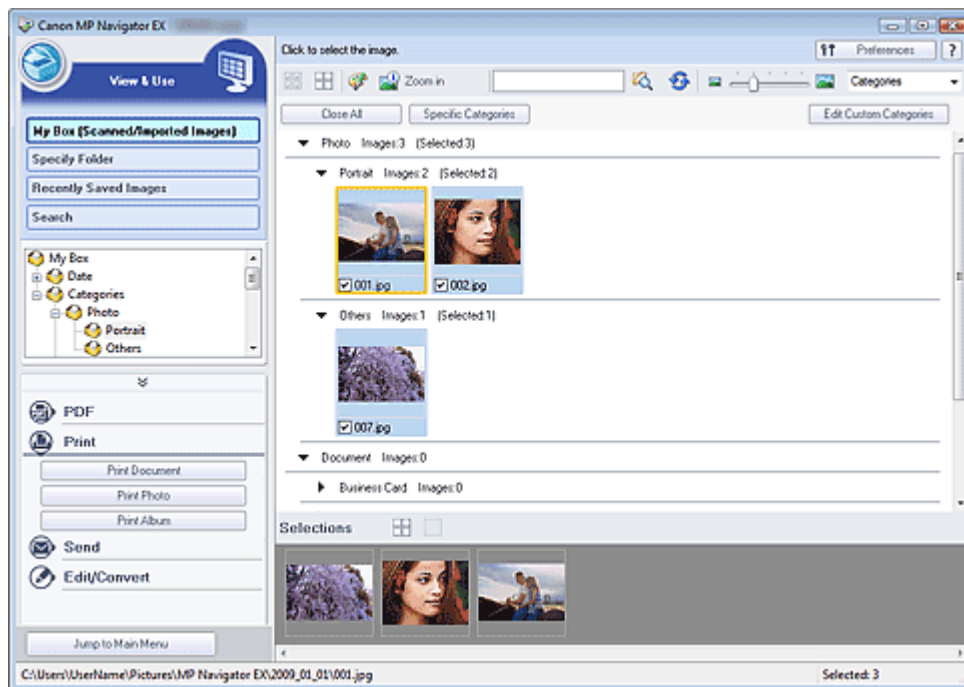 Canon MP Navigator EX
View & Use
My Box (Scanned/Imported Images)
Specify Folder
Recently Saved Images
Search
My Box
Date
Categories
Photo
Portrait
Others
PDF
Print
Print Document
Print Photo
Print Album
Send
Edit/Convert
Jump to Main Menu
Click to select the image.
Preferences
?
Zoom in
Categories
Close All
Specific Categories
Edit Custom Categories
Photo Images:3 (Selected:3)
Portrait Images:2 (Selected:2)
001.jpg
002.jpg
Others Images:1 (Selected:1)
007.jpg
Document Images:0
Business Card Images:0
Selections
C:\Users\UserName\Pictures\MP Navigator EX\2009_01_01\001.jpg
Selected: 3